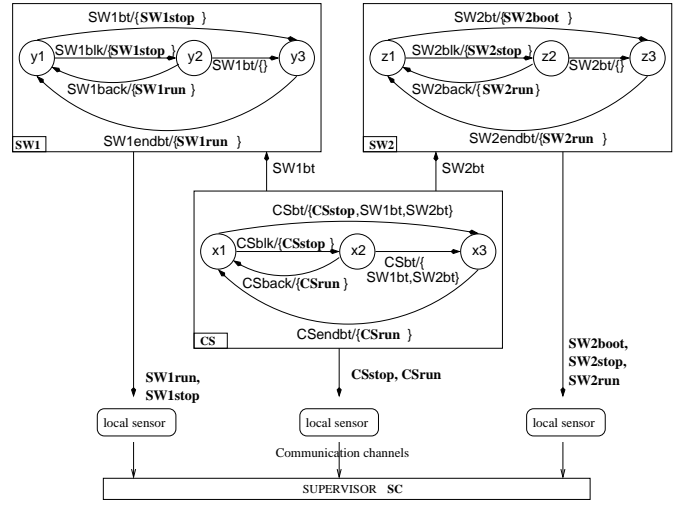 SW1bt/{SW1stop }
SW1blk/{SW1stop }
y1
y2
SW1bt/{}
y3
SW1back/{SW1run }
SW1endbt/{SW1run }
SW1
SW2bt/{SW2boot }
SW2blk/{SW2stop }
z1
z2
SW2bt/{}
z3
SW2back/{SW2run}
SW2endbt/{SW2run }
SW2
SW1bt
SW2bt
CSbt/{CSstop,SW1bt,SW2bt}
CSblk/{CSstop }
x1
x2
CSbt/{
SW1bt,SW2bt}
x3
CSback/{CSrun }
CSendbt/{CSrun }
CS
SW1run,
SW1stop
CSstop, CSrun
SW2boot,
SW2stop,
SW2run
local sensor
local sensor
local sensor
Communication channels
SUPERVISOR SC